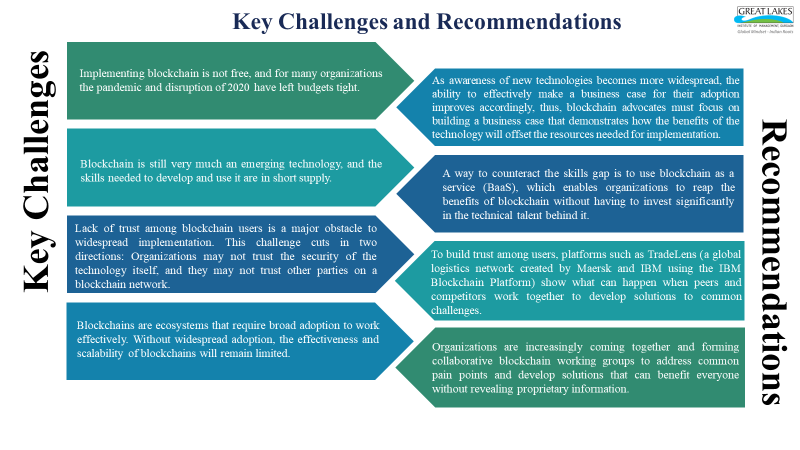 Key Challenges and Recommendations
GREAT LAKES
INSTITUTE OF MANAGEMENT, GURGAON
Global Mindset - Indian Roots
Key Challenges
Implementing blockchain is not free, and for many organizations
the pandemic and disruption of 2020 have left budgets tight.
As awareness of new technologies becomes more widespread, the
ability to effectively make a business case for their adoption
improves accordingly, thus, blockchain advocates must focus on
building a business case that demonstrates how the benefits of the
technology will offset the resources needed for implementation.
Blockchain is still very much an emerging technology, and the
skills needed to develop and use it are in short supply.
A way to counteract the skills gap is to use blockchain as a
service (BaaS), which enables organizations to reap the
benefits of blockchain without having to invest significantly
in the technical talent behind it.
Lack of trust among blockchain users is a major obstacle to
widespread implementation. This challenge cuts in two
directions: Organizations may not trust the security of the
technology itself, and they may not trust other parties on a
blockchain network.
To build trust among users, platforms such as TradeLens (a global
logistics network created by Maersk and IBM using the IBM
Blockchain Platform) show what can happen when peers and
competitors work together to develop solutions to common
challenges.
Blockchains are ecosystems that require broad adoption to work
effectively. Without widespread adoption, the effectiveness and
scalability of blockchains will remain limited.
Organizations are increasingly coming together and forming
collaborative blockchain working groups to address common
pain points and develop solutions that can benefit everyone
without revealing proprietary information.
Recommendations